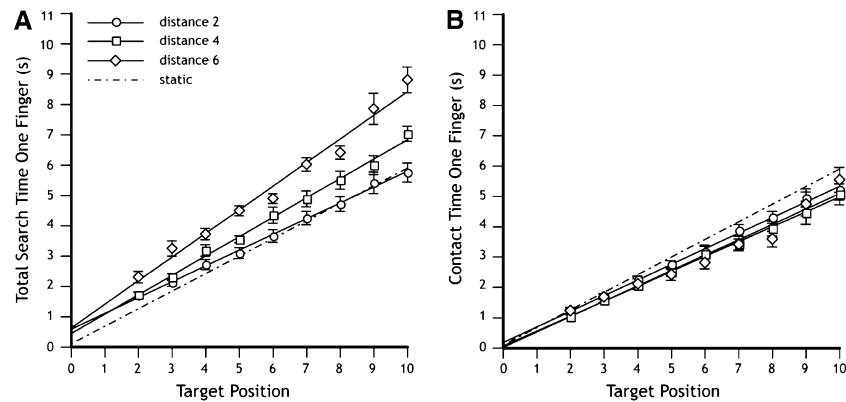 A
B
distance 2
distance 4
distance 6
static
Total Search Time One Finger (s)
11
10
9
8
7
6
5
4
3
2
1
0
0 1 2 3 4 5 6 7 8 9 10
Target Position
Contact Time One Finger (s)
11
10
9
8
7
6
5
4
3
2
1
0
0 1 2 3 4 5 6 7 8 9 10
Target Position